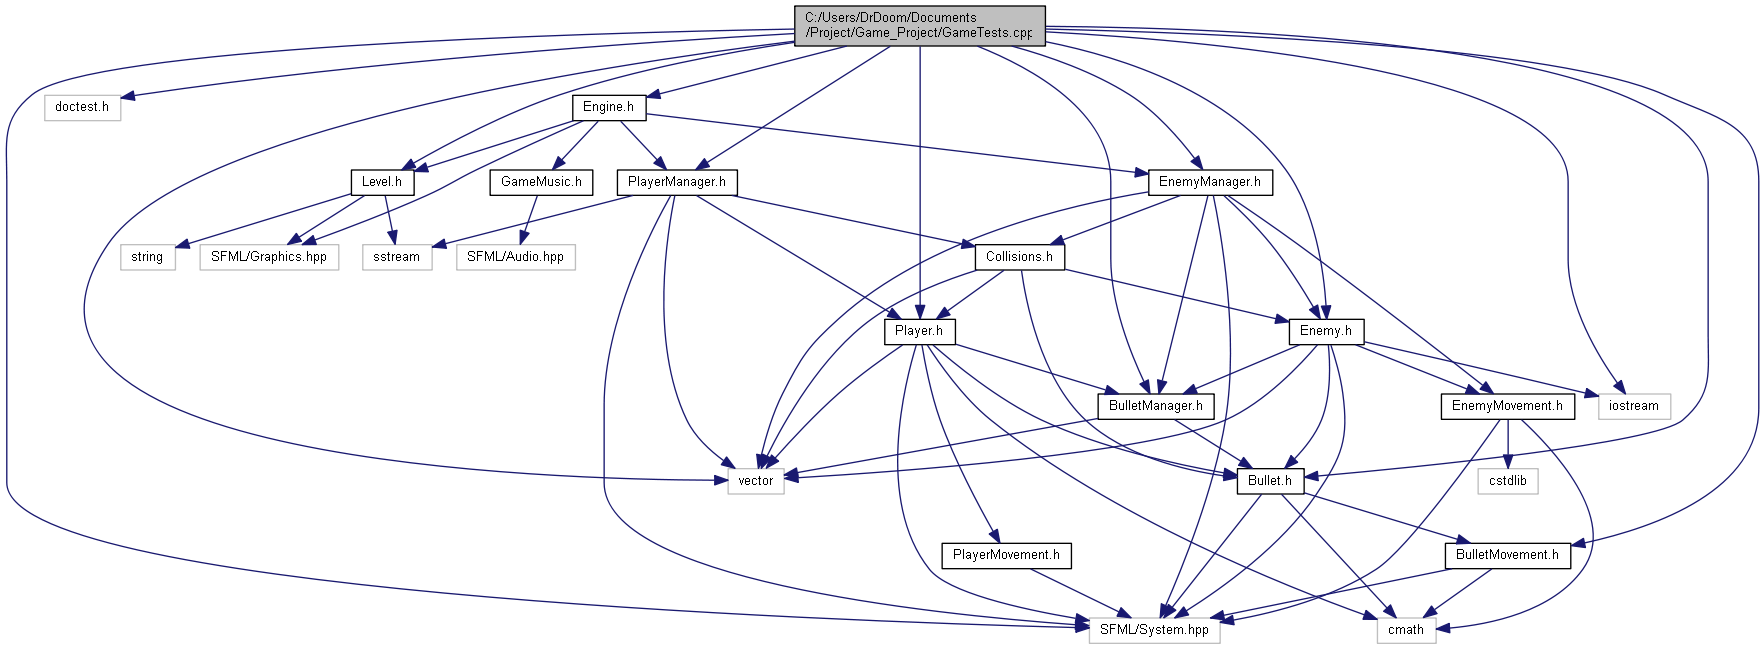 C:/Users/DrDoom/Documents
/Project/Game_Project/GameTests.cpp
doctest.h
Engine.h
Level.h
GameMusic.h
PlayerManager.h
EnemyManager.h
string
SFML/Graphics.hpp
sstream
SFML/Audio.hpp
Collisions.h
Player.h
Enemy.h
BulletManager.h
EnemyMovement.h
iostream
vector
Bullet.h
cstdlib
PlayerMovement.h
BulletMovement.h
SFML/System.hpp
cmath